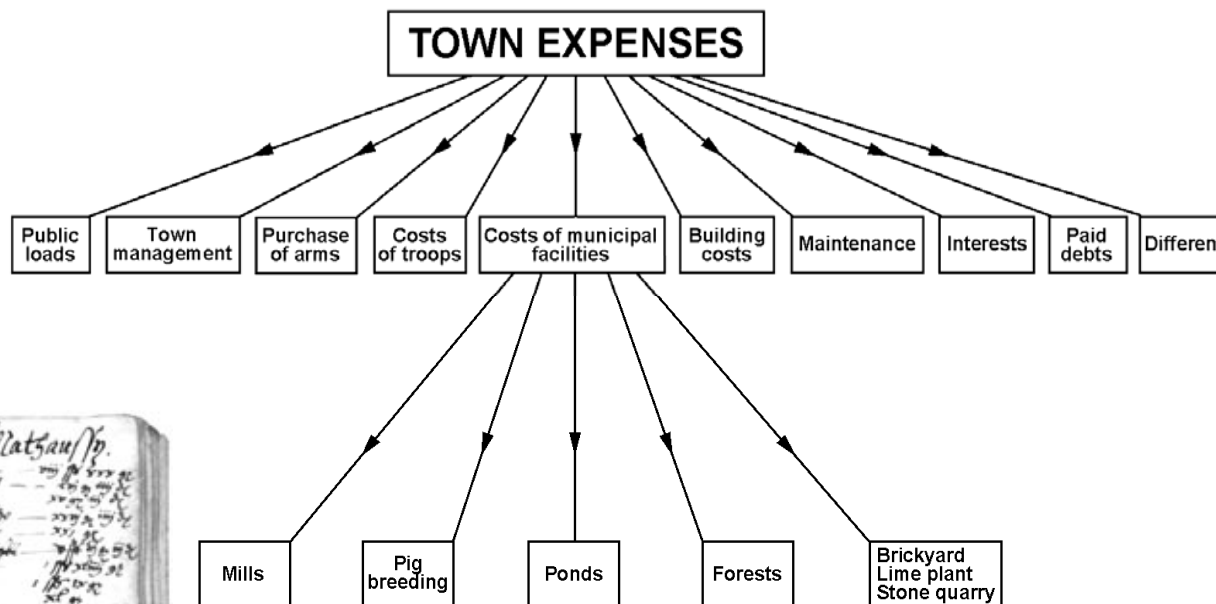 TOWN EXPENSES
Public
loads
Town
management
Purchase
of arms
Costs
of troops
Costs of municipal
facilities
Building
costs
Maintenance
Interests
Paid
debts
Differen
Mills
Pig
breeding
Ponds
Forests
Brickyard
Lime plant
Stone quarry